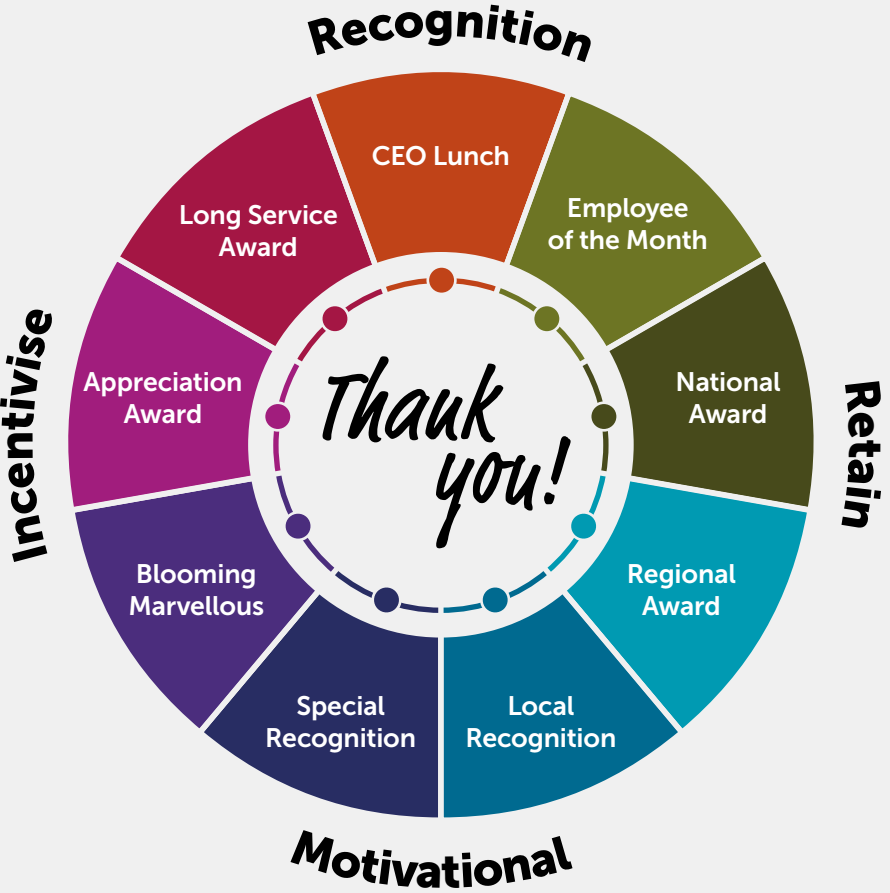 Recognition
CEO Lunch
Employee
of the Month
National
Award
Regional
Award
Local
Recognition
Special
Recognition
Blooming
Marvellous
Appreciation
Award
Long Service
Award
Thank
you!
Retain
Motivational
Incentivise